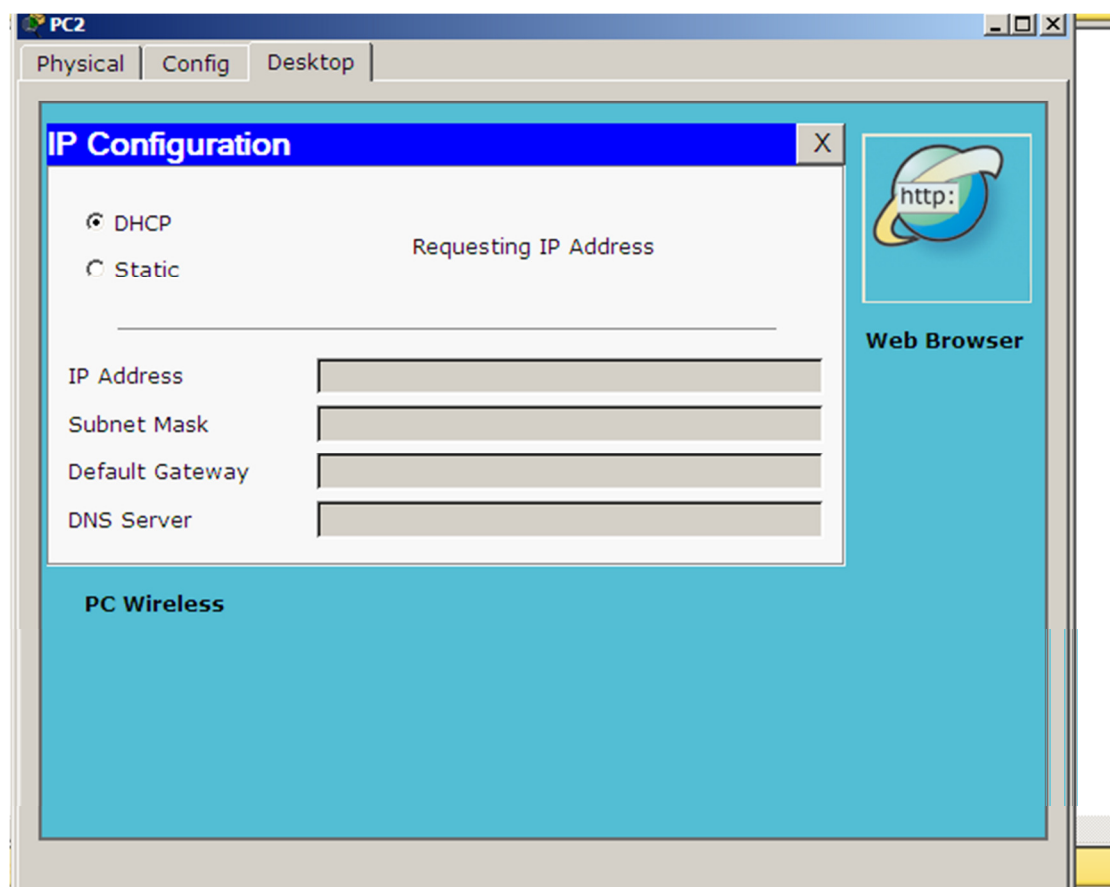 PC2
Physical Config Desktop
IP Configuration X
http:
DHCP
Requesting IP Address
Static
Web Browser
IP Address
Subnet Mask
Default Gateway
DNS Server
PC Wireless